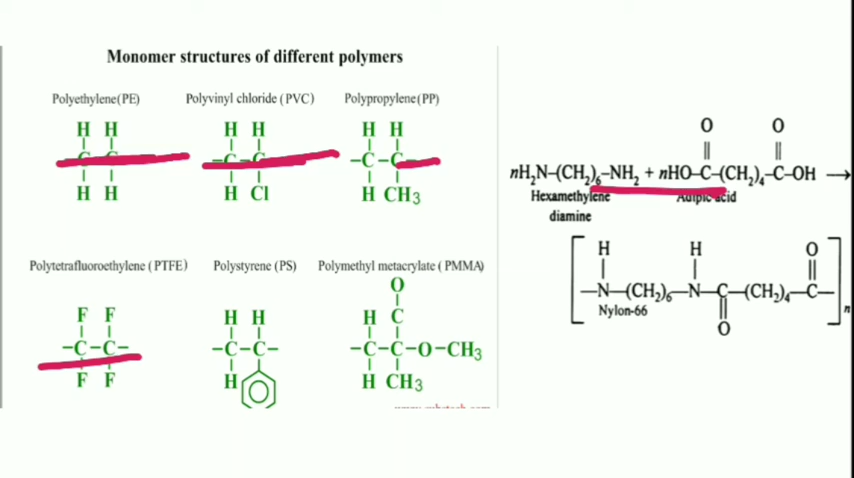 Monomer structures of different polymers
Polyethylene(PE)
Polyvinyl chloride (PVC)
Polypropylene(PP)
H H
H H
H H
-C-C-
-C-C-
H H
H Cl
H CH3
Polytetrafluoroethylene (PTFE)
Polystyrene (PS)
Polymethyl metacrylate (PMMA)
O
F F
H H
H C
-C-C-
-C-C-
-C-C-O-CH3
F F
H
H CH3
O O
nH2N–(CH2)6–NH2 + nHO–C–(CH2)4–C–OH →
Hexamethylene
diamine
Adipic acid
H H O
–N–(CH2)6–N–C–(CH2)4–C–
n
Nylon-66
O